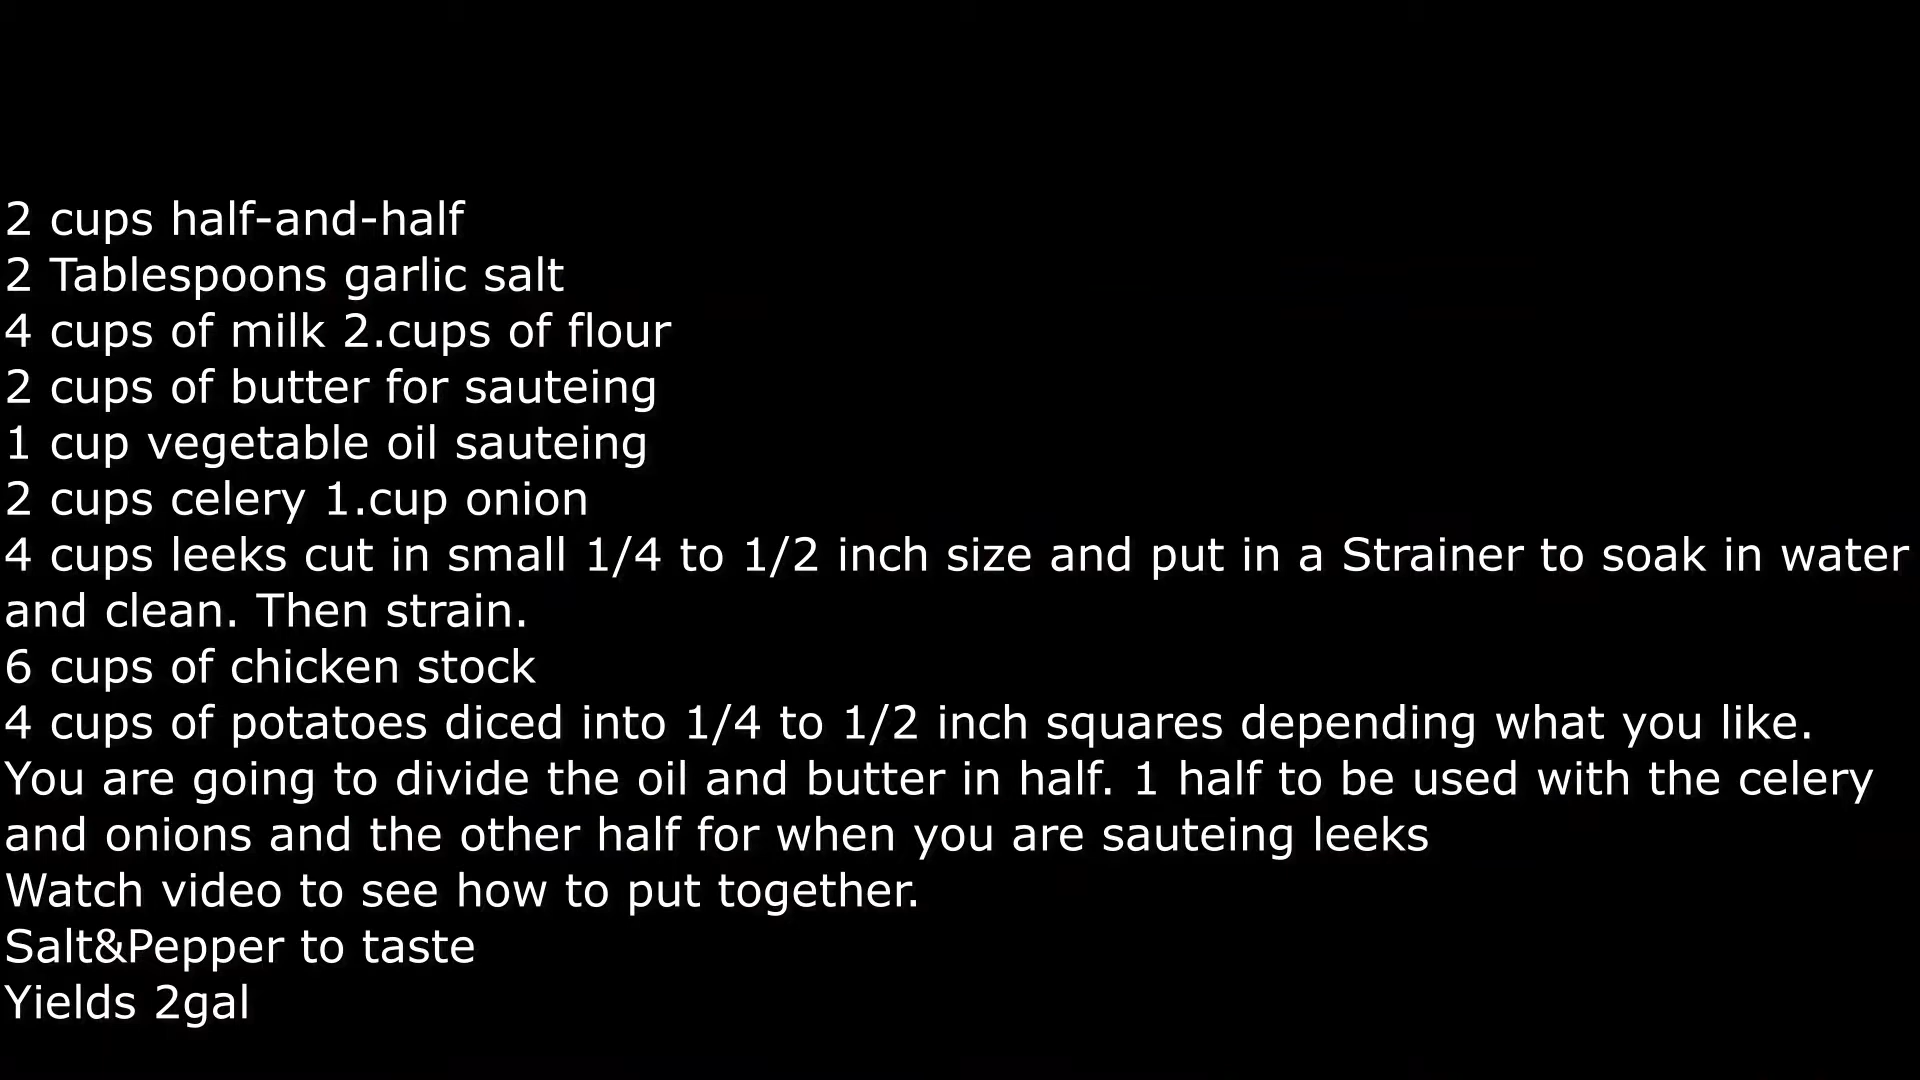 2 cups half-and-half
2 Tablespoons garlic salt
4 cups of milk 2.cups of flour
2 cups of butter for sauteing
1 cup vegetable oil sauteing
2 cups celery 1.cup onion
4 cups leeks cut in small 1/4 to 1/2 inch size and put in a Strainer to soak in water
and clean. Then strain.
6 cups of chicken stock
4 cups of potatoes diced into 1/4 to 1/2 inch squares depending what you like.
You are going to divide the oil and butter in half. 1 half to be used with the celery
and onions and the other half for when you are sauteing leeks
Watch video to see how to put together.
Salt&Pepper to taste
Yields 2gal